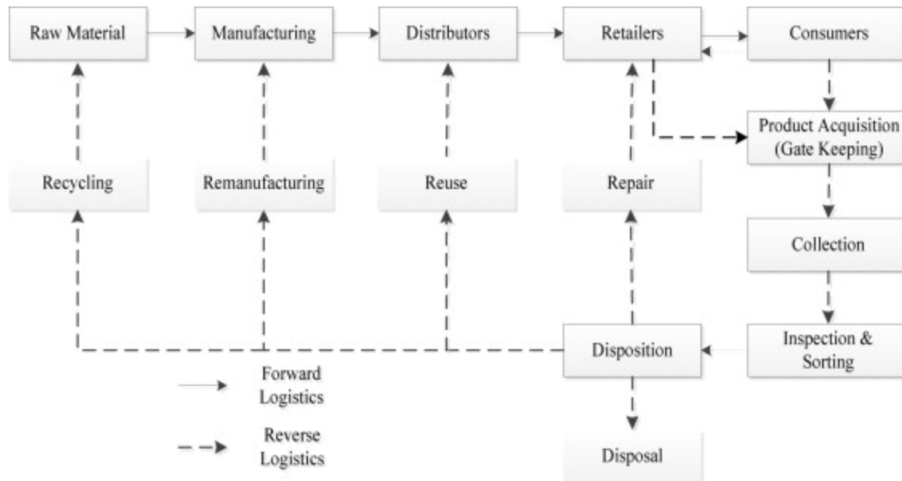 Raw Material
Manufacturing
Distributors
Retailers
Consumers
Product Acquisition
(Gate Keeping)
Recycling
Remanufacturing
Reuse
Repair
Collection
Disposition
Inspection &
Sorting
Forward
Logistics
Reverse
Logistics
Disposal